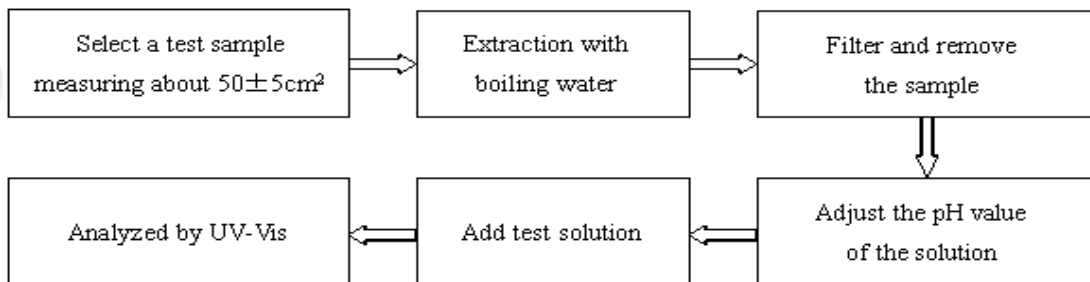 Select a test sample
measuring about 50±5cm²
Extraction with
boiling water
Filter and remove
the sample
Adjust the pH value
of the solution
Add test solution
Analyzed by UV-Vis